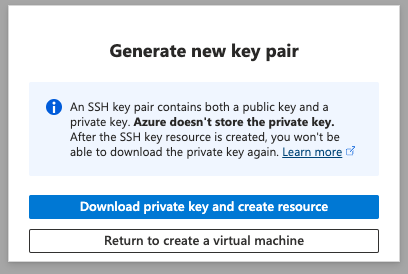 Generate new key pair
An SSH key pair contains both a public key and a
private key. Azure doesn't store the private key.
After the SSH key resource is created, you won't be
able to download the private key again. Learn more
Download private key and create resource
Return to create a virtual machine